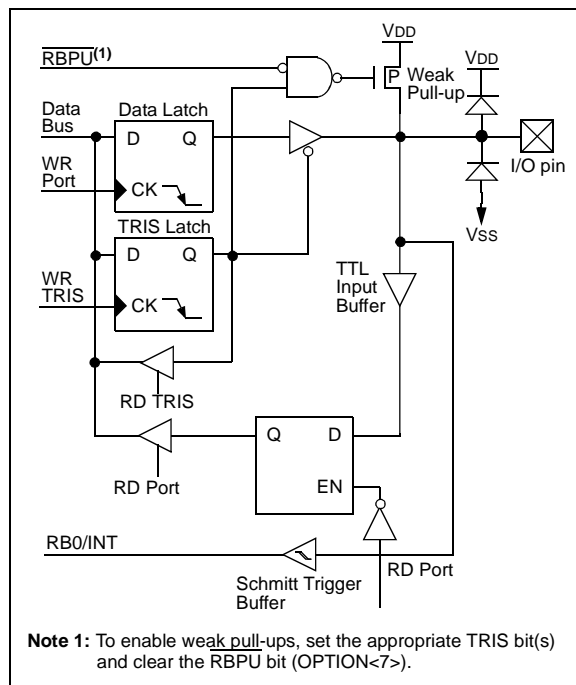 VDD
RBPU(1)
VDD
P Weak
Pull-up
Data
Bus
Data Latch
D Q
I/O pin
WR
Port
CK
VSS
TRIS Latch
D Q
TTL
Input
Buffer
WR
TRIS
CK
RD TRIS
Q D
RD Port
EN
RB0/INT
RD Port
Schmitt Trigger
Buffer
Note 1: To enable weak pull-ups, set the appropriate TRIS bit(s)
and clear the RBPU bit (OPTION<7>).